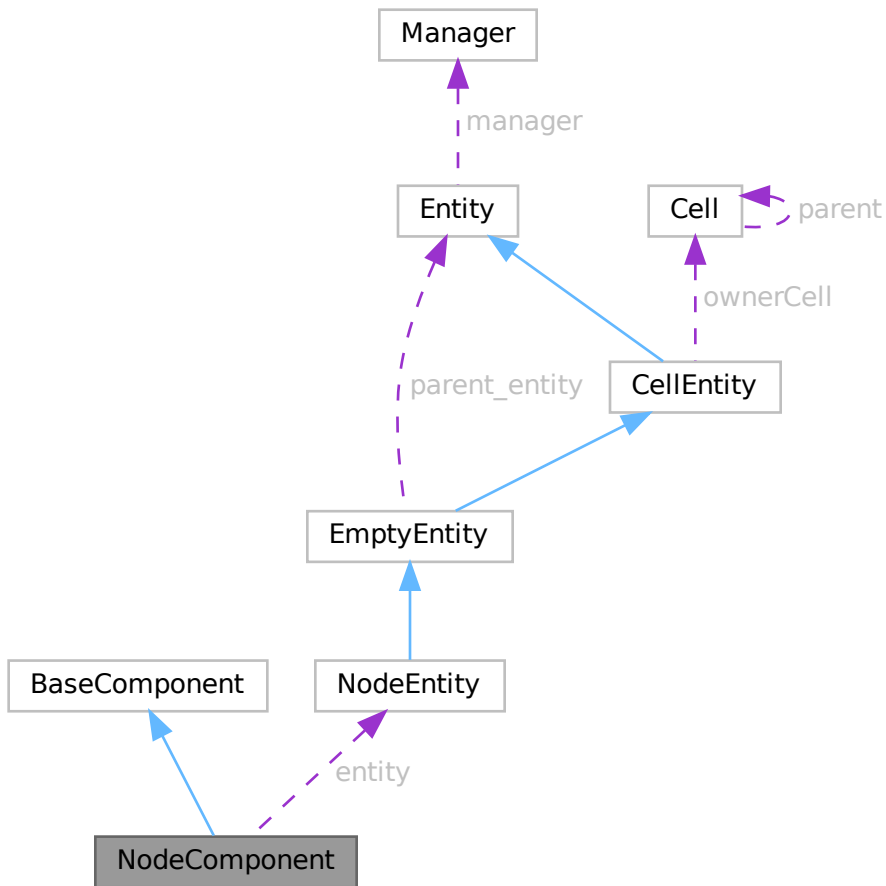 Manager
manager
Entity
Cell
parent
ownerCell
parent_entity
CellEntity
EmptyEntity
BaseComponent
NodeEntity
entity
NodeComponent